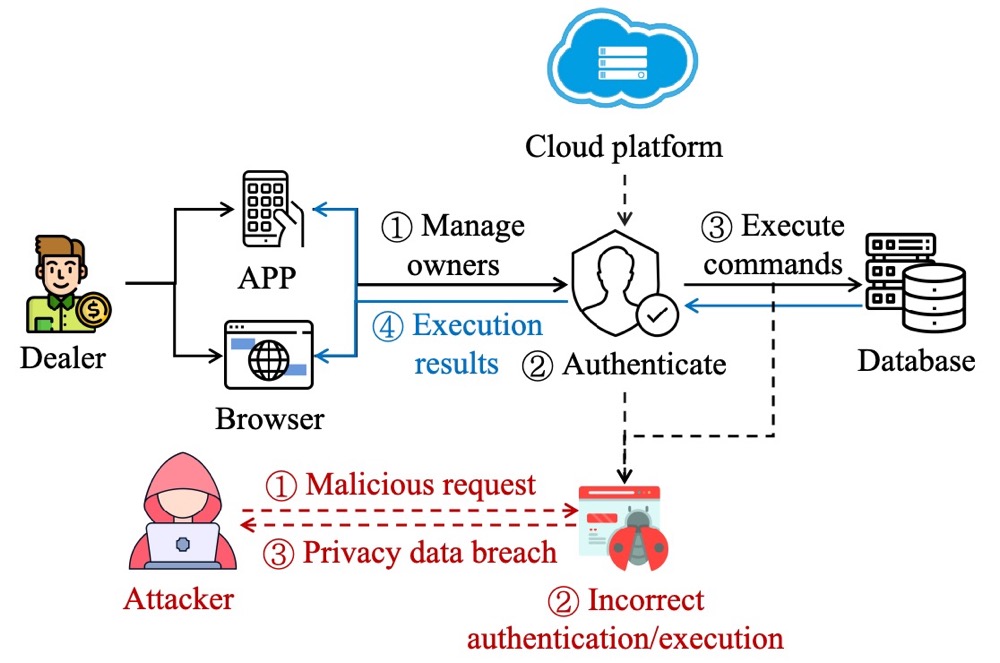 Cloud platform
① Manage
owners
③ Execute
commands
APP
④ Execution
results
② Authenticate
Dealer
Database
Browser
① Malicious request
③ Privacy data breach
Attacker
② Incorrect
authentication/execution